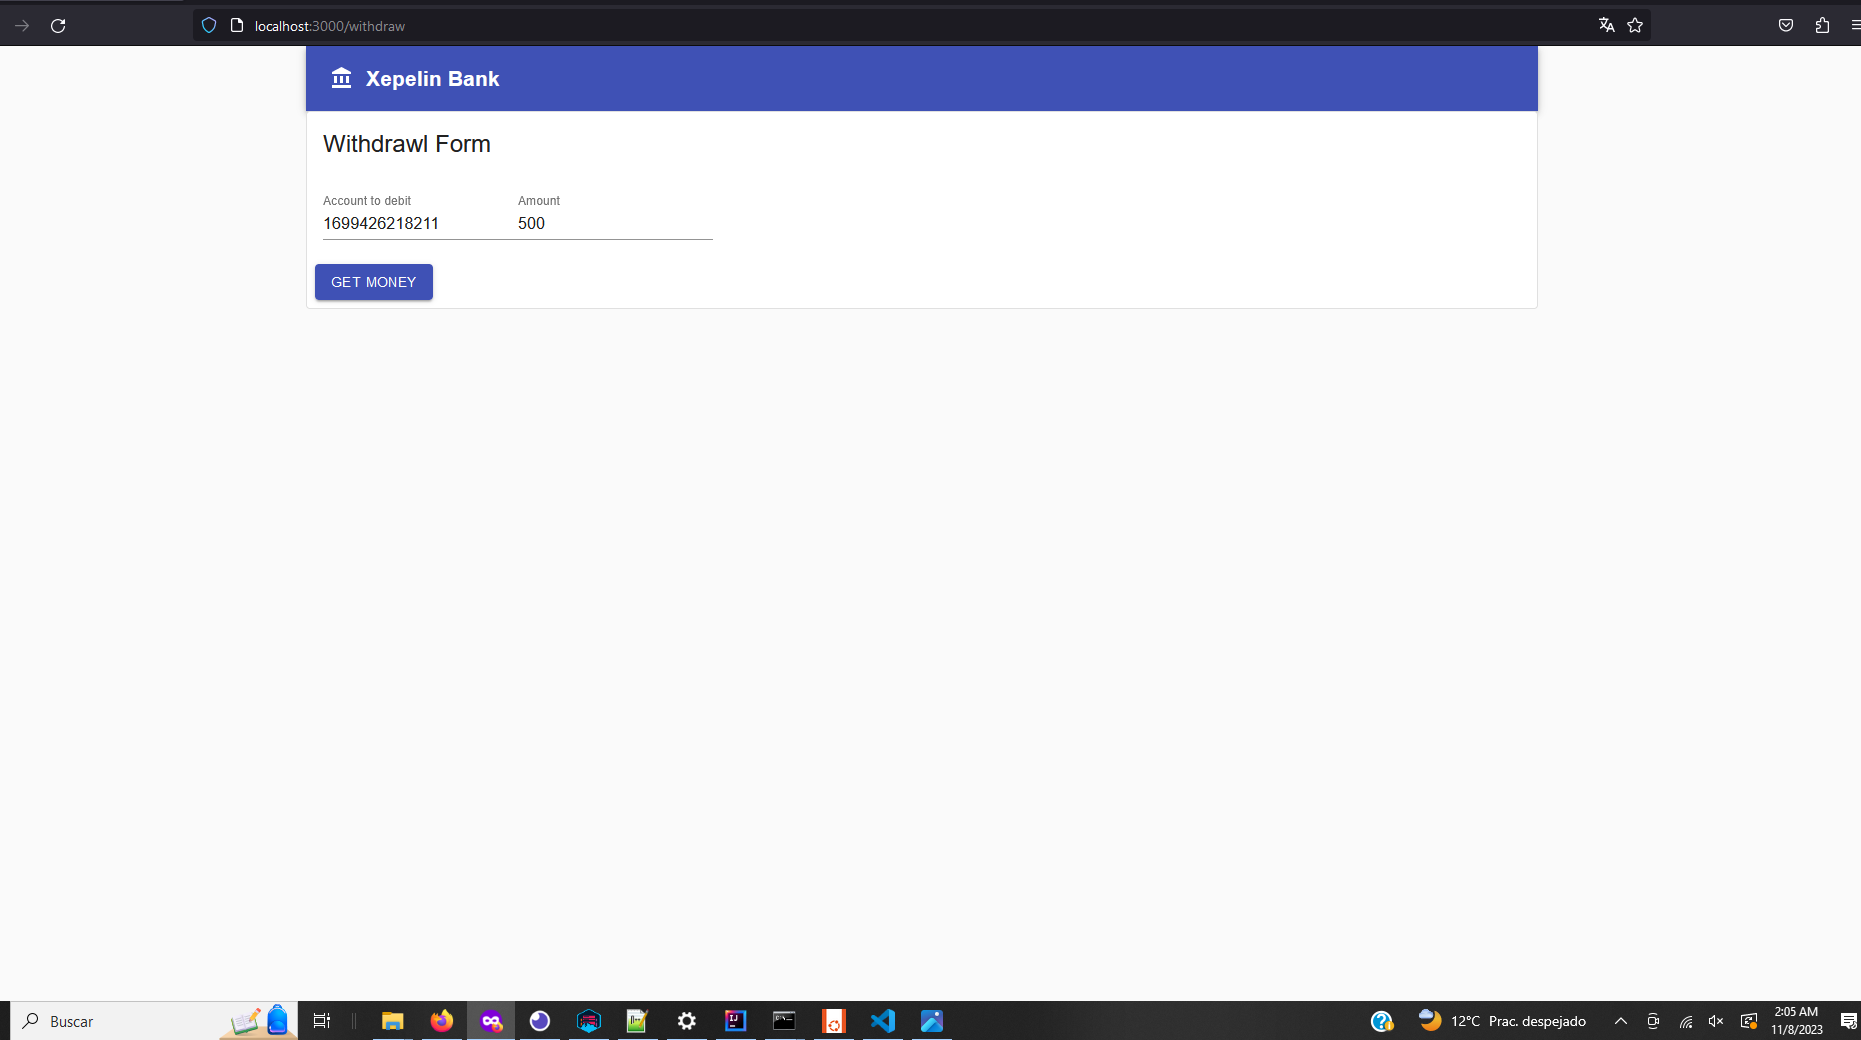 localhost:3000/withdraw
Xepelin Bank
Withdrawl Form
Account to debit Amount
1699426218211 500
GET MONEY
Buscar
12°C Prac. despejado
2:05 AM
11/8/2023